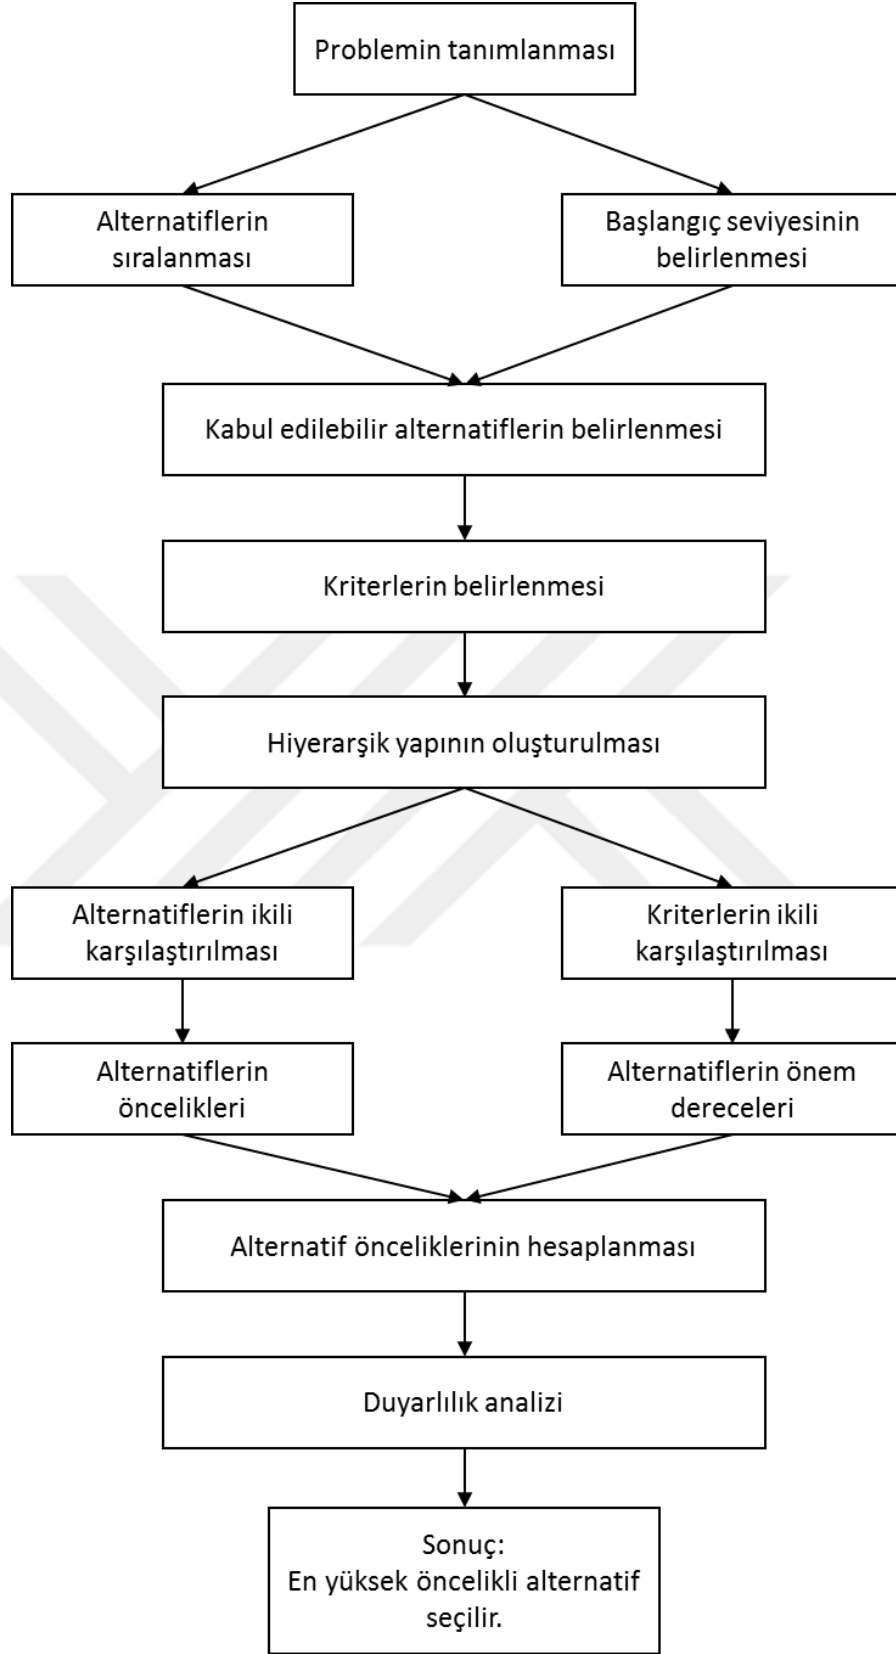 Problemin tanımlanması
Alternatiflerin
sıralanması
Başlangıç seviyesinin
belirlenmesi
Kabul edilebilir alternatiflerin belirlenmesi
Kriterlerin belirlenmesi
Hiyerarşik yapının oluşturulması
Alternatiflerin ikili
karşılaştırılması
Kriterlerin ikili
karşılaştırılması
Alternatiflerin
öncelikleri
Alternatiflerin önem
dereceleri
Alternatif önceliklerinin hesaplanması
Duyarlılık analizi
Sonuç:
En yüksek öncelikli alternatif
seçilir.